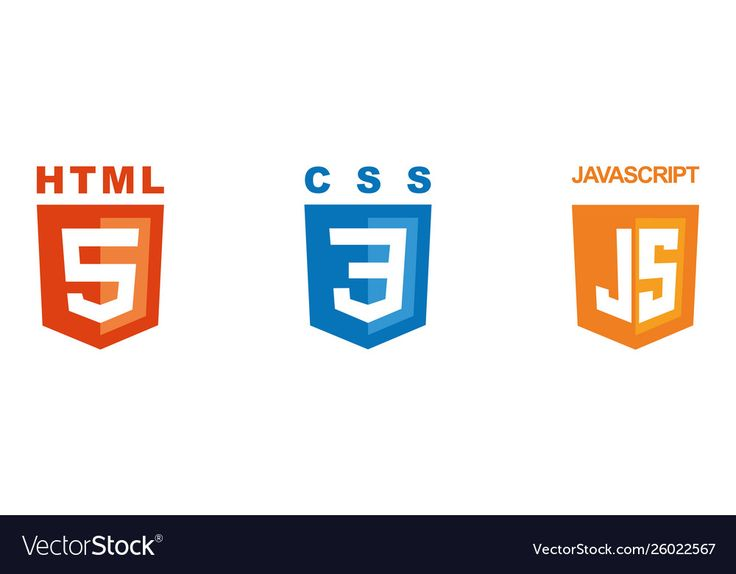 HTML
CSS
JAVASCRIPT
5
3
JS
VectorStock®
VectorStock.com/26022567